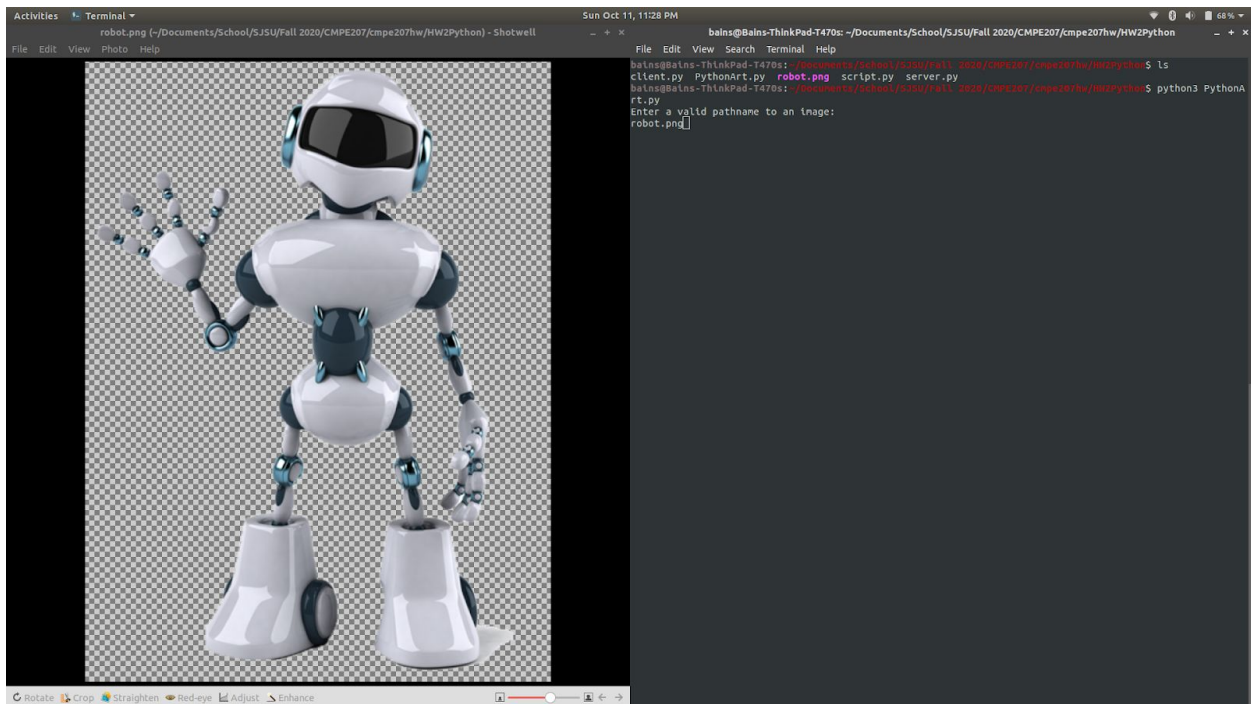 Activities Terminal Sun Oct 11, 11:28 PM 68 %
robot.png (~/Documents/School/SJSU/Fall 2020/CMPE207/cmpe207hw/HW2Python) - Shotwell
File Edit View Photo Help
Rotate Crop Straighten Red-eye Adjust Enhance
bains@Bains-ThinkPad-T470s: ~/Documents/School/SJSU/Fall 2020/CMPE207/cmpe207hw/HW2Python
File Edit View Search Terminal Help
bains@Bains-ThinkPad-T470s:~/Documents/School/SJSU/Fall 2020/CMPE207/cmpe207hw/HW2Python$ ls
client.py PythonArt.py robot.png script.py server.py
bains@Bains-ThinkPad-T470s:~/Documents/School/SJSU/Fall 2020/CMPE207/cmpe207hw/HW2Python$ python3 PythonA
rt.py
Enter a valid pathname to an image:
robot.png